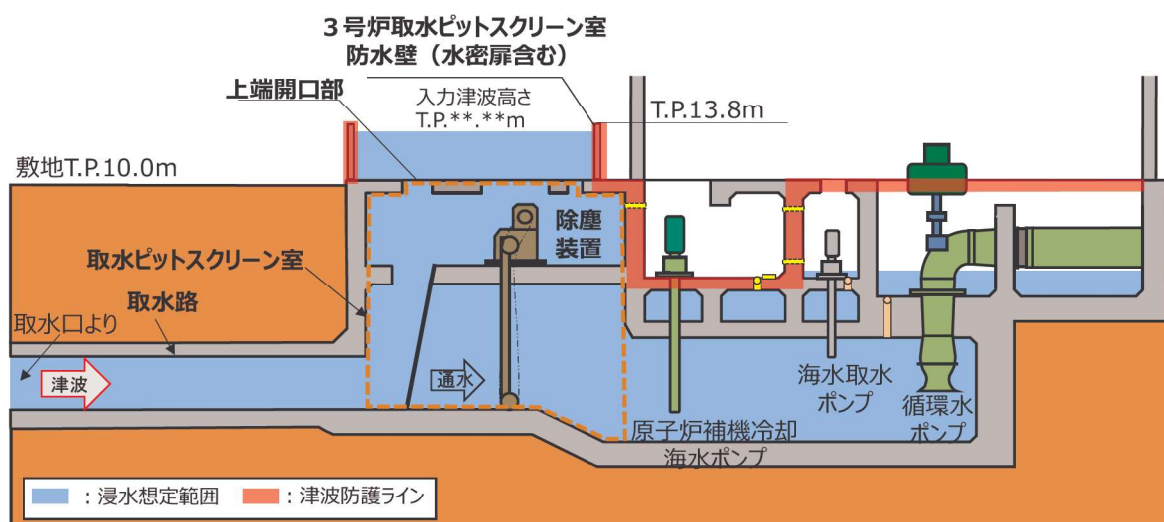 3号炉取水ピットスクリーン室
防水壁(水密扉含む)
上端開口部
入力津波高さ
T.P.**.**m
T.P.13.8m
敷地T.P.10.0m
除塵
装置
取水ピットスクリーン室
取水路
取水口より
津波
通水
原子炉補機冷却
海水ポンプ
海水取水
ポンプ
循環水
ポンプ
:浸水想定範囲
:津波防護ライン